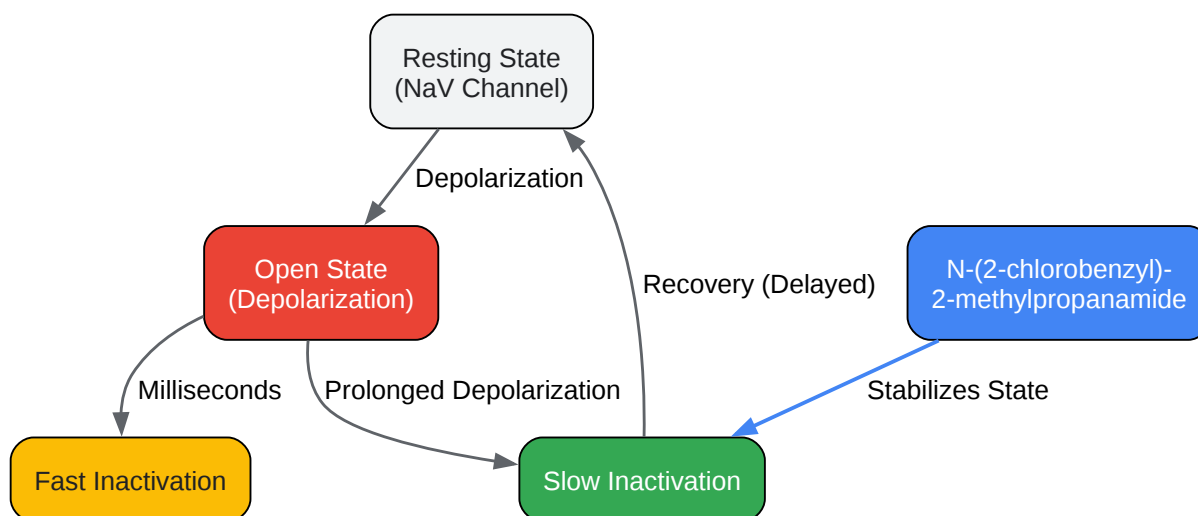 Resting State
(NaV Channel)
Depolarization
Open State
(Depolarization)
Recovery (Delayed)
N-(2-chlorobenzyl)-
2-methylpropanamide
Milliseconds
Prolonged Depolarization
Stabilizes State
Fast Inactivation
Slow Inactivation